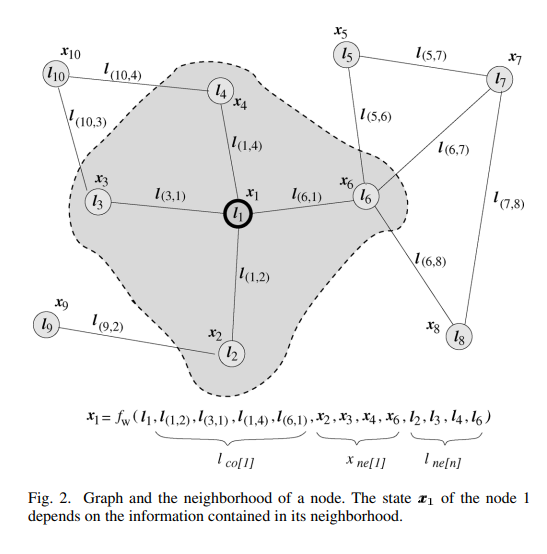 x5
x10
l5
l(5,7)
x7
l10
l(10,4)
l7
l4
x4
l(10,3)
l(5,6)
l(1,4)
l(6,7)
x3
l(3,1)
x1
l(6,1)
x6
l3
l1
l6
l(7,8)
l(1,2)
l(6,8)
x9
l9
l(9,2)
x2
x8
l2
l8
x1 = fw(l1, l(1,2), l(3,1), l(1,4), l(6,1), x2, x3, x4, x6, l2, l3, l4, l6)
l co[1] x ne[1] l ne[n]
Fig. 2. Graph and the neighborhood of a node. The state x1 of the node 1
depends on the information contained in its neighborhood.